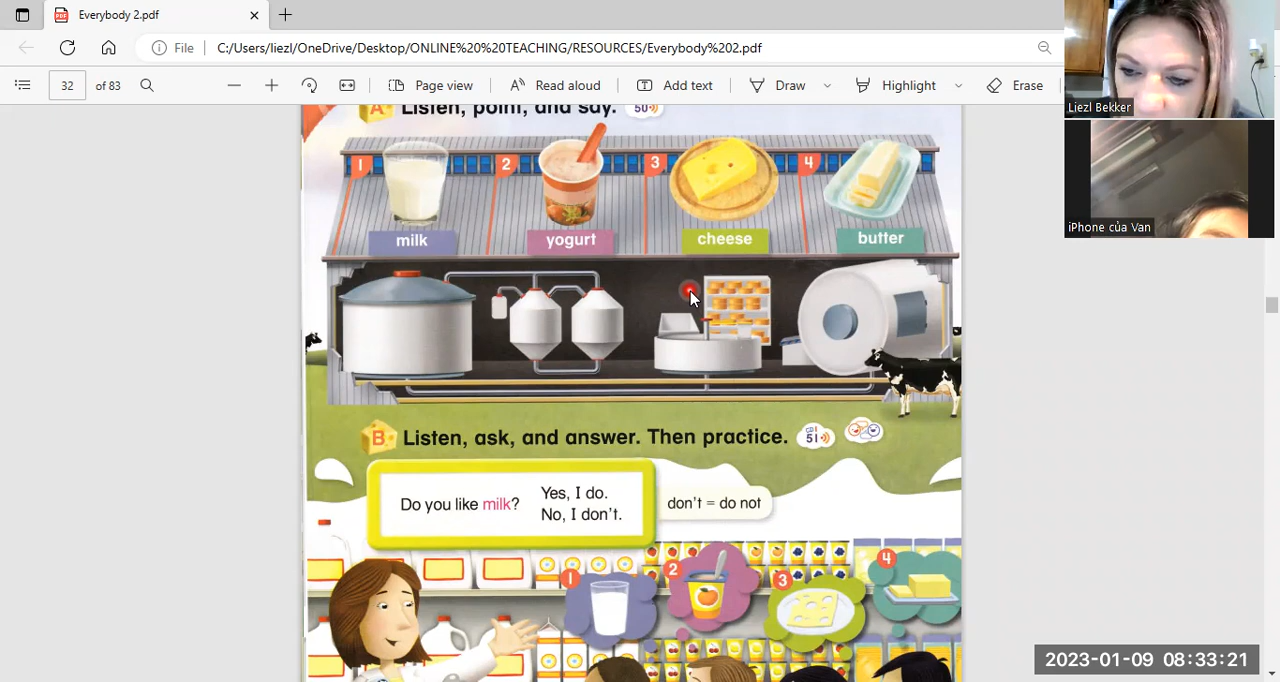 Everybody 2.pdf
File C:/Users/liezl/OneDrive/Desktop/ONLINE%20%20TEACHING/RESOURCES/Everybody%202.pdf
32 of 83 Page view Read aloud Add text Draw Highlight Erase
Liezl Bekker
iPhone của Van
A Listen, point, and say. 50
1 2 3 4
milk yogurt cheese butter
B Listen, ask, and answer. Then practice. CD1 51
Do you like milk? Yes, I do.
No, I don't.
don't = do not
1 2 3 4
2023-01-09 08:33:21